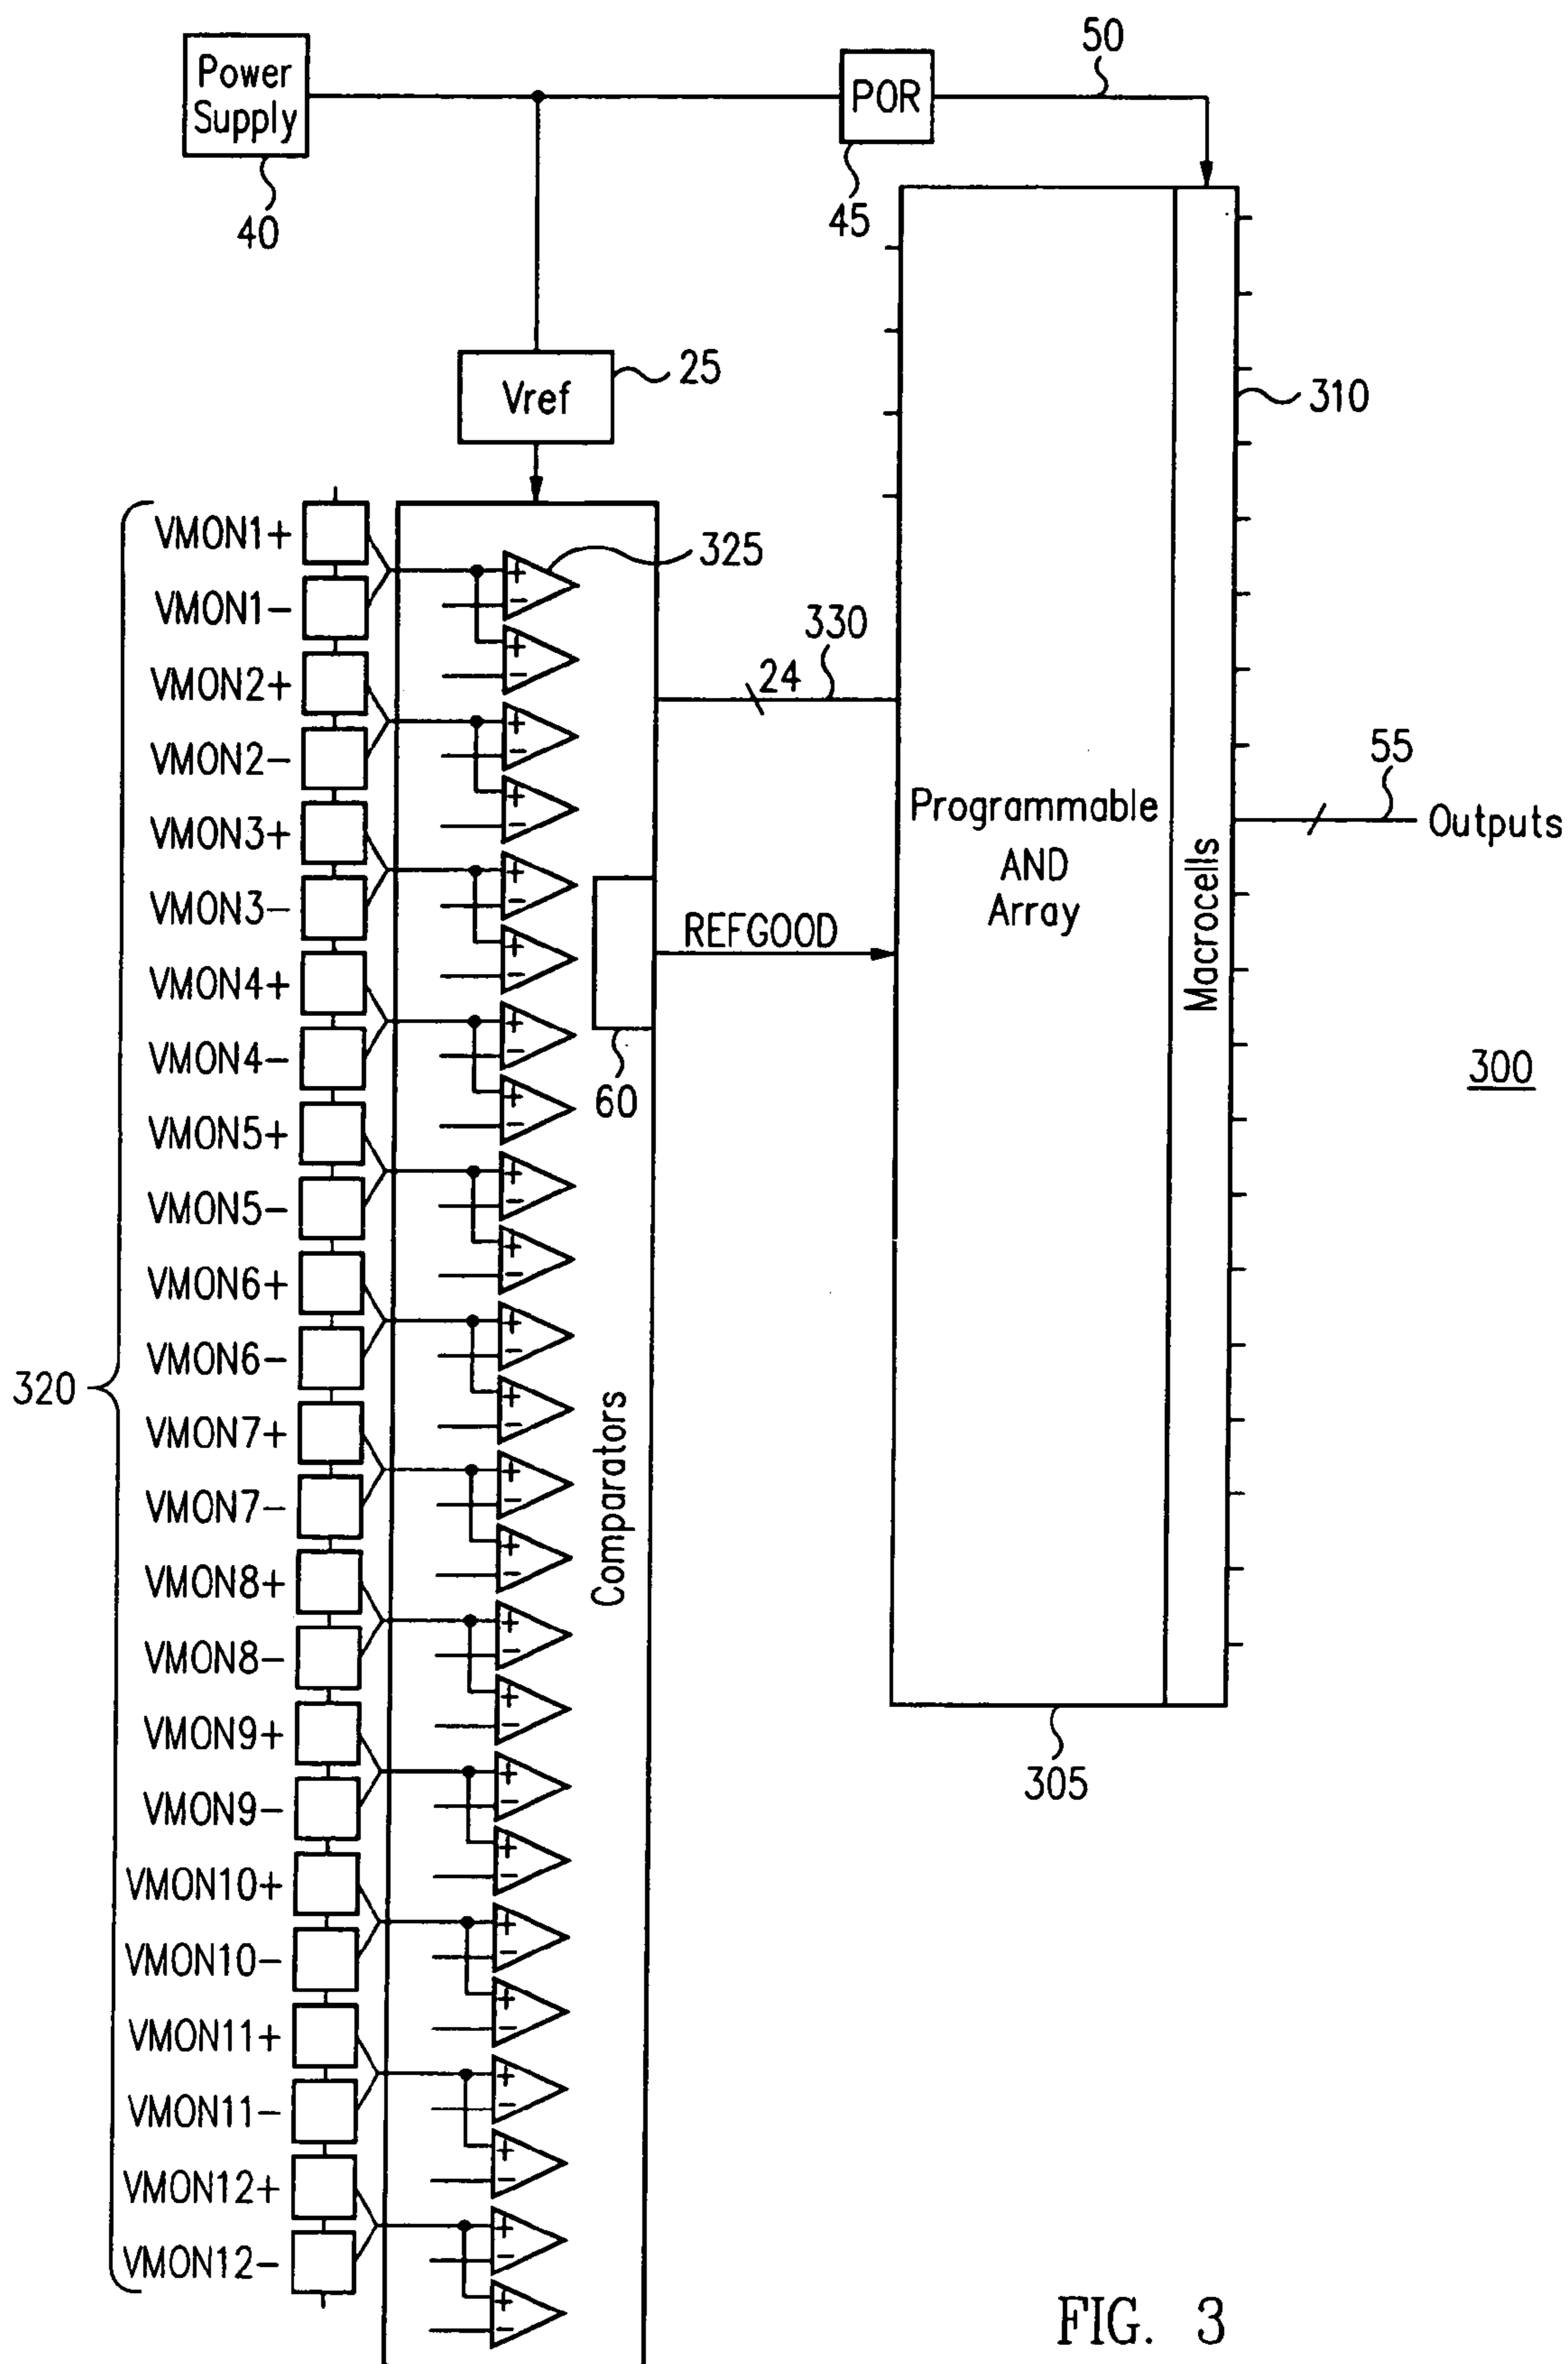 50
Power
Supply
POR
40
45
Vref
25
310
VMON1+
325
VMON1-
330
VMON2+
24
VMON2-
55
Programmable
AND
Array
Outputs
VMON3+
Macrocells
VMON3-
REFGOOD
VMON4+
VMON4-
60
300
VMON5+
VMON5-
VMON6+
VMON6-
320
VMON7+
Comparators
VMON7-
VMON8+
VMON8-
VMON9+
305
VMON9-
VMON10+
VMON10-
VMON11+
VMON11-
VMON12+
VMON12-
FIG. 3